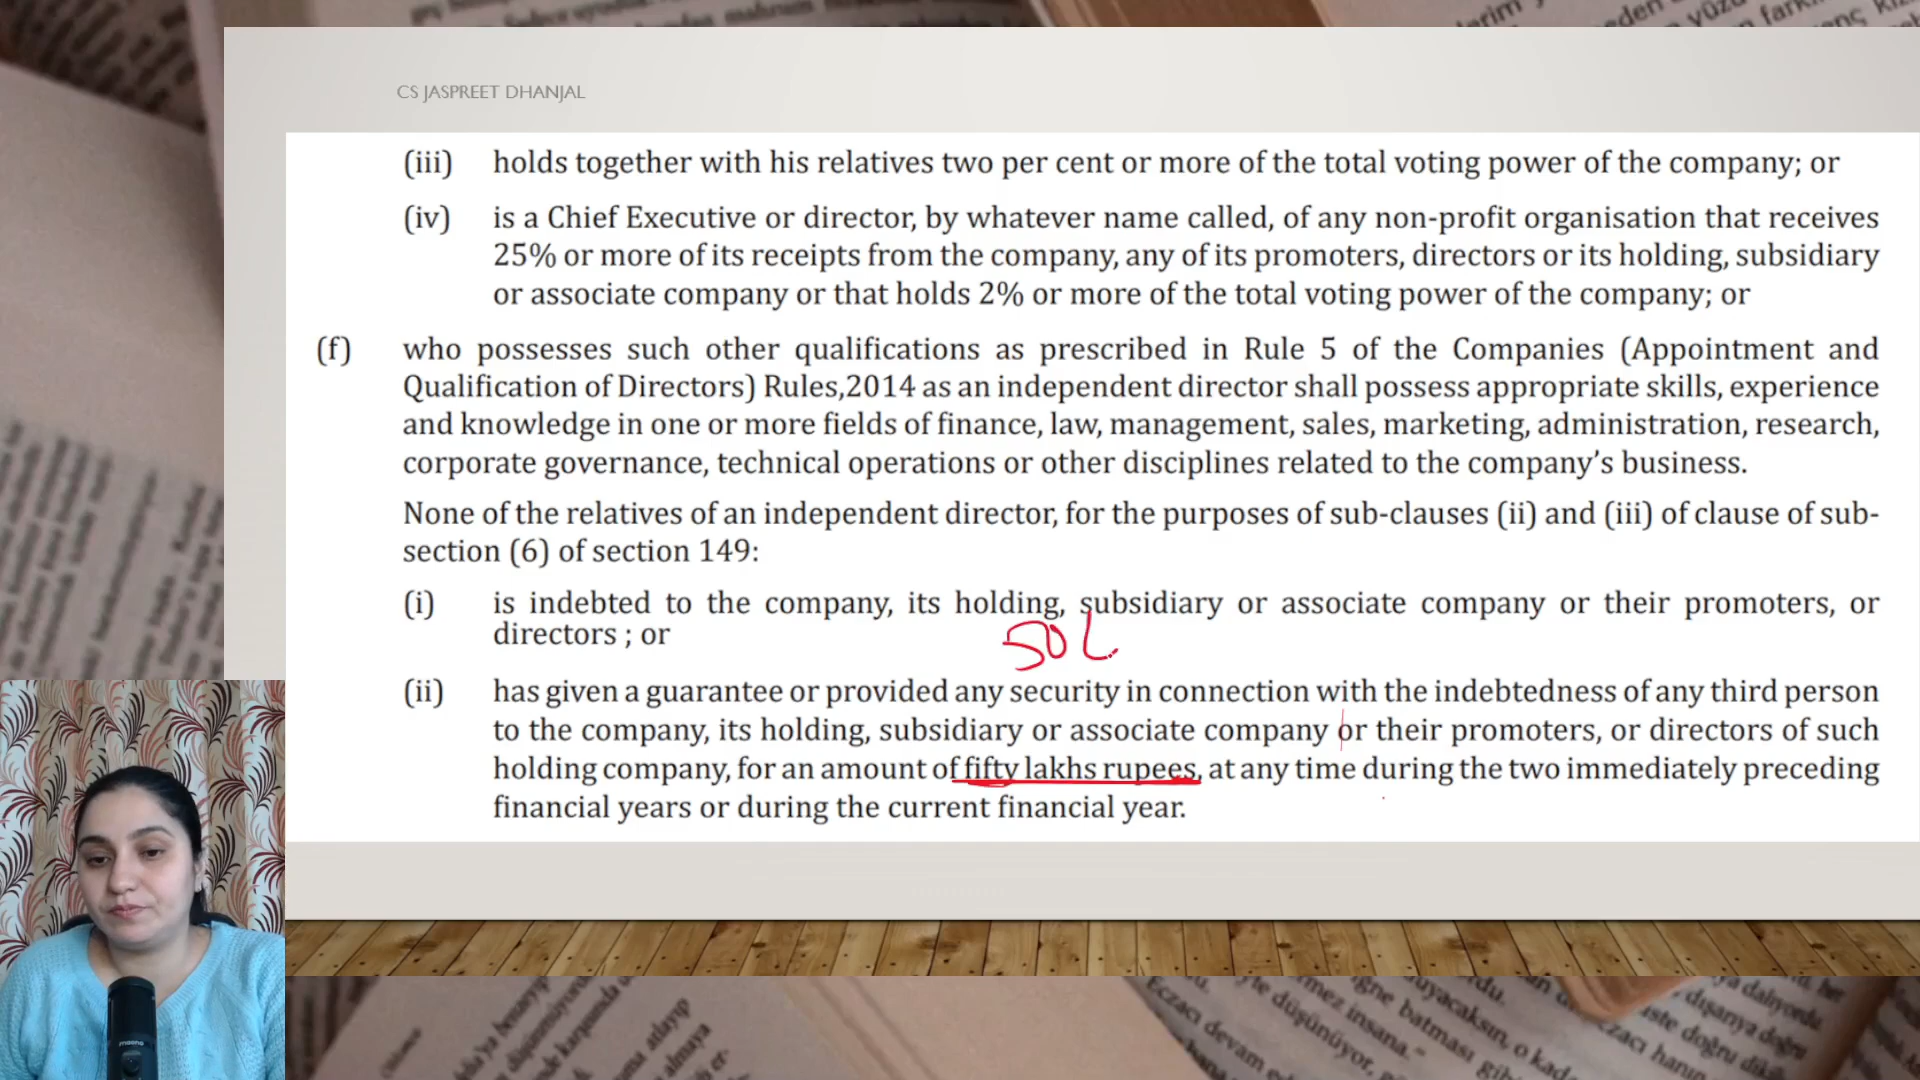 CS JASPREET DHANJAL
(iii) holds together with his relatives two per cent or more of the total voting power of the company; or
(iv) is a Chief Executive or director, by whatever name called, of any non-profit organisation that receives
25% or more of its receipts from the company, any of its promoters, directors or its holding, subsidiary
or associate company or that holds 2% or more of the total voting power of the company; or
(f) who possesses such other qualifications as prescribed in Rule 5 of the Companies (Appointment and
Qualification of Directors) Rules,2014 as an independent director shall possess appropriate skills, experience
and knowledge in one or more fields of finance, law, management, sales, marketing, administration, research,
corporate governance, technical operations or other disciplines related to the company's business.
None of the relatives of an independent director, for the purposes of sub-clauses (ii) and (iii) of clause of sub-
section (6) of section 149:
(i) is indebted to the company, its holding, subsidiary or associate company or their promoters, or
directors ; or
50L
(ii) has given a guarantee or provided any security in connection with the indebtedness of any third person
to the company, its holding, subsidiary or associate company or their promoters, or directors of such
holding company, for an amount of fifty lakhs rupees, at any time during the two immediately preceding
financial years or during the current financial year.